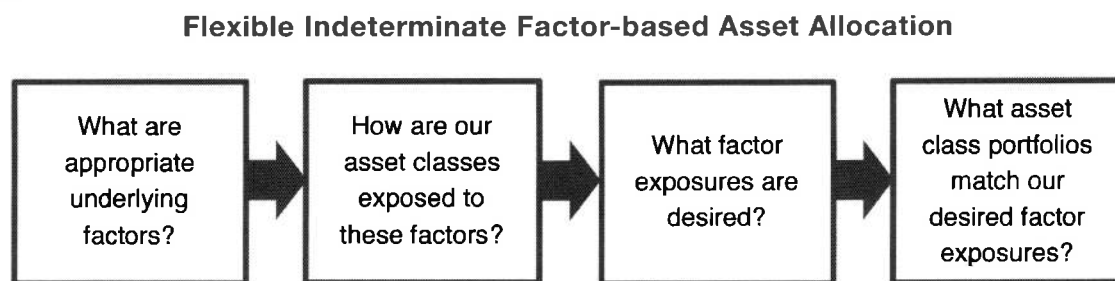 Flexible Indeterminate Factor-based Asset Allocation
What are
appropriate
underlying
factors?
How are our
asset classes
exposed to
these factors?
What factor
exposures are
desired?
What asset
class portfolios
match our
desired factor
exposures?